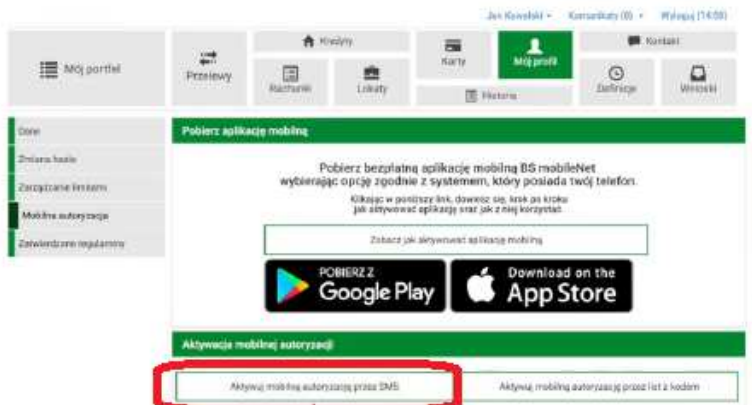 Jan Kowalski Komunikaty (0) Wyloguj (14:59)
Mój portfel
Przelewy
Kredyty
Karty
Mój profil
Kontakt
Rachunki
Lokaty
Historia
Definicje
Wnioski
Dane
Zmiana hasła
Zarządzanie limitami
Mobilna autoryzacja
Zatwierdzone regulaminy
Pobierz aplikację mobilną
Pobierz bezpłatną aplikację mobilną BS mobileNet
wybierając opcję zgodnie z systemem, który posiada twój telefon.
Klikając w poniższy link, dowiesz się, krok po kroku
jak aktywować aplikację oraz jak z niej korzystać.
Zobacz jak aktywować aplikację mobilną
POBIERZ Z
Google Play
Download on the
App Store
Aktywacja mobilnej autoryzacji
Aktywuj mobilną autoryzację przez SMS
Aktywuj mobilną autoryzację przez list z kodem